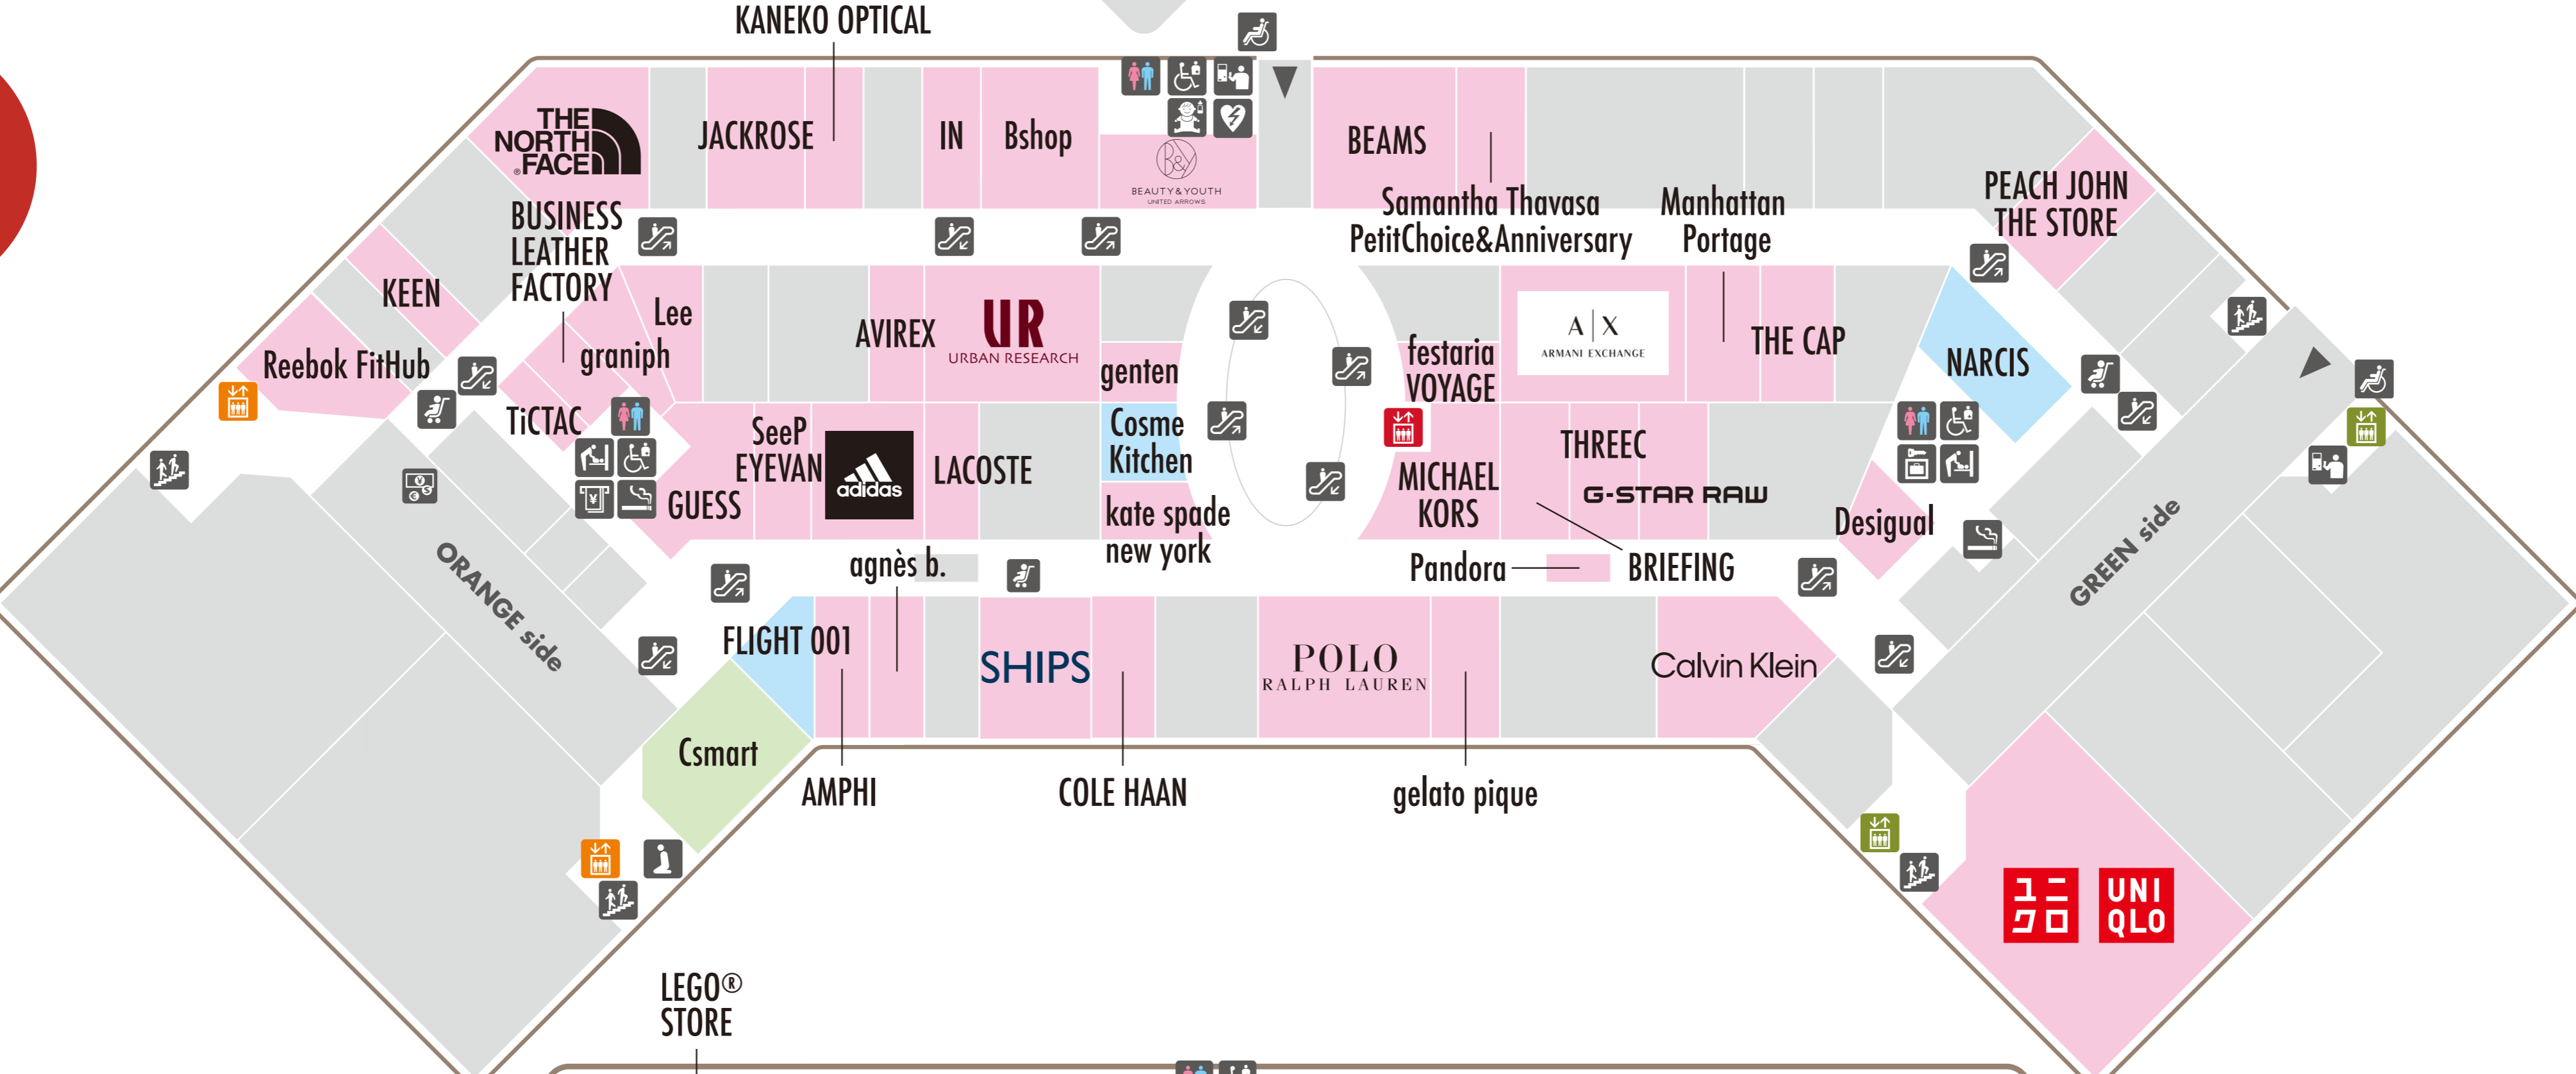 KANEKO OPTICAL
THE
NORTH
®FACE
JACKROSE
IN
Bshop
B&Y
BEAUTY & YOUTH
UNITED ARROWS
BEAMS
Samantha Thavasa
PetitChoice&Anniversary
Manhattan
Portage
PEACH JOHN
THE STORE
BUSINESS
LEATHER
FACTORY
KEEN
Reebok FitHub
Lee
graniph
TiCTAC
AVIREX
UR
URBAN RESEARCH
genten
Cosme
Kitchen
kate spade
new york
festaria
VOYAGE
A|X
ARMANI EXCHANGE
THE CAP
NARCIS
SeeP
EYEVAN
adidas
LACOSTE
GUESS
MICHAEL
KORS
THREEC
G-STAR RAW
Desigual
agnès b.
Pandora
BRIEFING
ORANGE side
GREEN side
FLIGHT 001
SHIPS
POLO
RALPH LAUREN
Calvin Klein
Csmart
AMPHI
COLE HAAN
gelato pique
ユニ
クロ
UNI
QLO
LEGO®
STORE